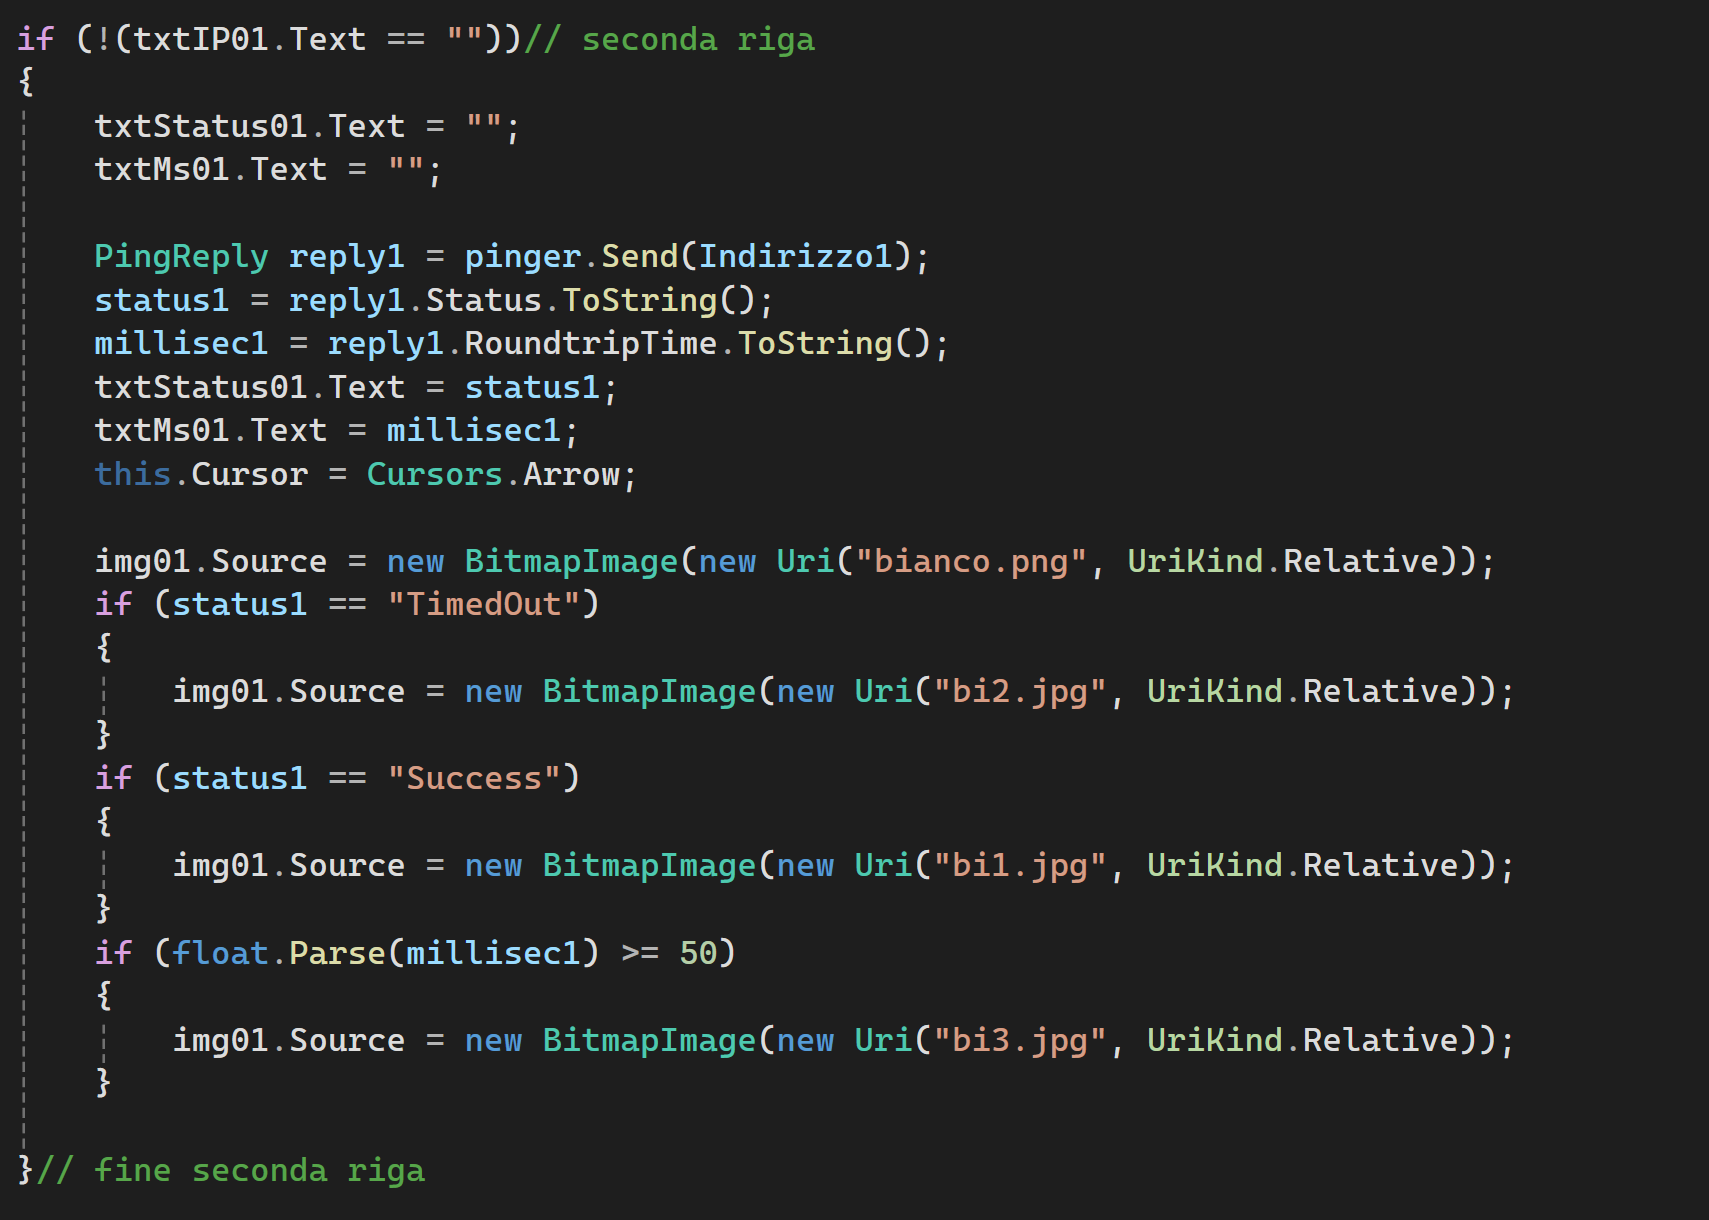 if (!(txtIP01.Text == ""))// seconda riga
{
    txtStatus01.Text = "";
    txtMs01.Text = "";

    PingReply reply1 = pinger.Send(Indirizzo1);
    status1 = reply1.Status.ToString();
    millisec1 = reply1.RoundtripTime.ToString();
    txtStatus01.Text = status1;
    txtMs01.Text = millisec1;
    this.Cursor = Cursors.Arrow;

    img01.Source = new BitmapImage(new Uri("bianco.png", UriKind.Relative));
    if (status1 == "TimedOut")
    {
        img01.Source = new BitmapImage(new Uri("bi2.jpg", UriKind.Relative));
    }
    if (status1 == "Success")
    {
        img01.Source = new BitmapImage(new Uri("bi1.jpg", UriKind.Relative));
    }
    if (float.Parse(millisec1) >= 50)
    {
        img01.Source = new BitmapImage(new Uri("bi3.jpg", UriKind.Relative));
    }

}// fine seconda riga